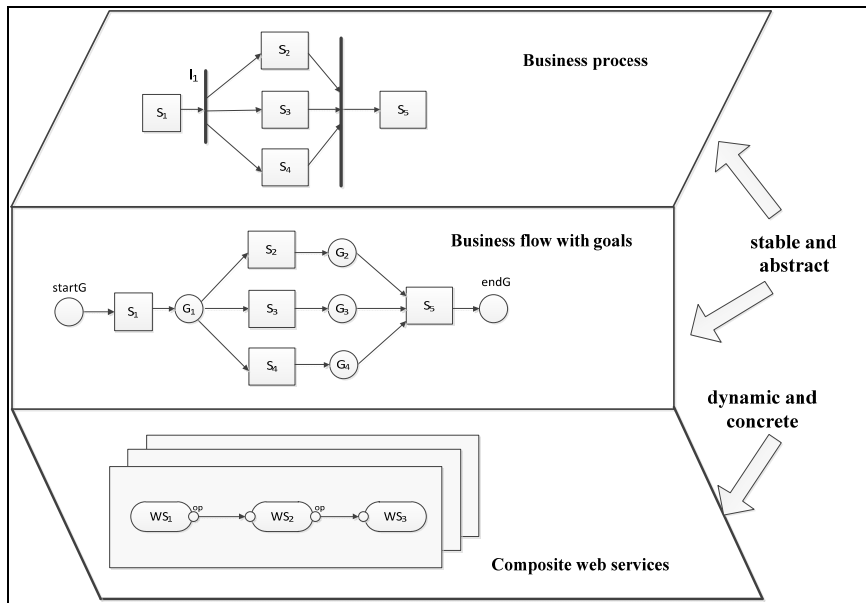 Business process
I₁
S₁
S₂
S₃
S₄
S₅
Business flow with goals
startG
S₁
G₁
S₂
G₂
S₃
G₃
S₄
G₄
S₅
endG
stable and
abstract
dynamic and
concrete
WS₁
op
WS₂
op
WS₃
Composite web services